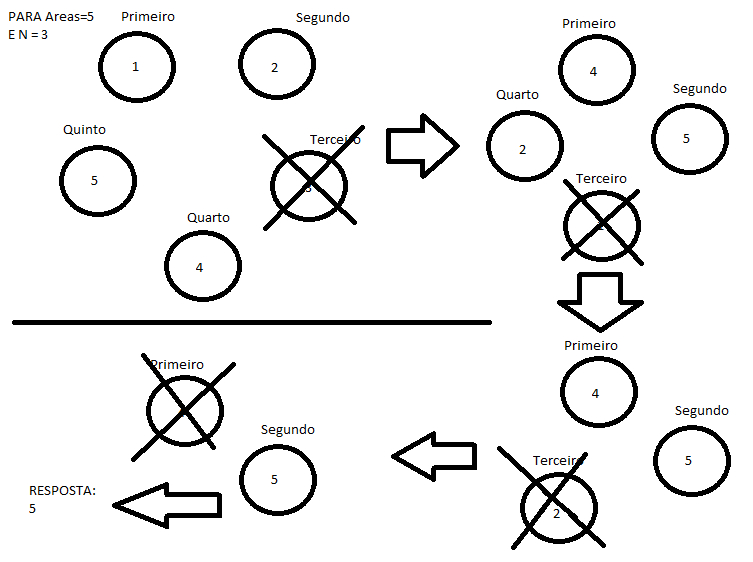 PARA Areas=5
E N = 3
Primeiro
Segundo
1
2
Quinto
5
Terceiro
3
Quarto
4
Primeiro
4
Quarto
2
Segundo
5
Terceiro
Primeiro
4
Segundo
5
Terceiro
2
Primeiro
Segundo
5
RESPOSTA:
5